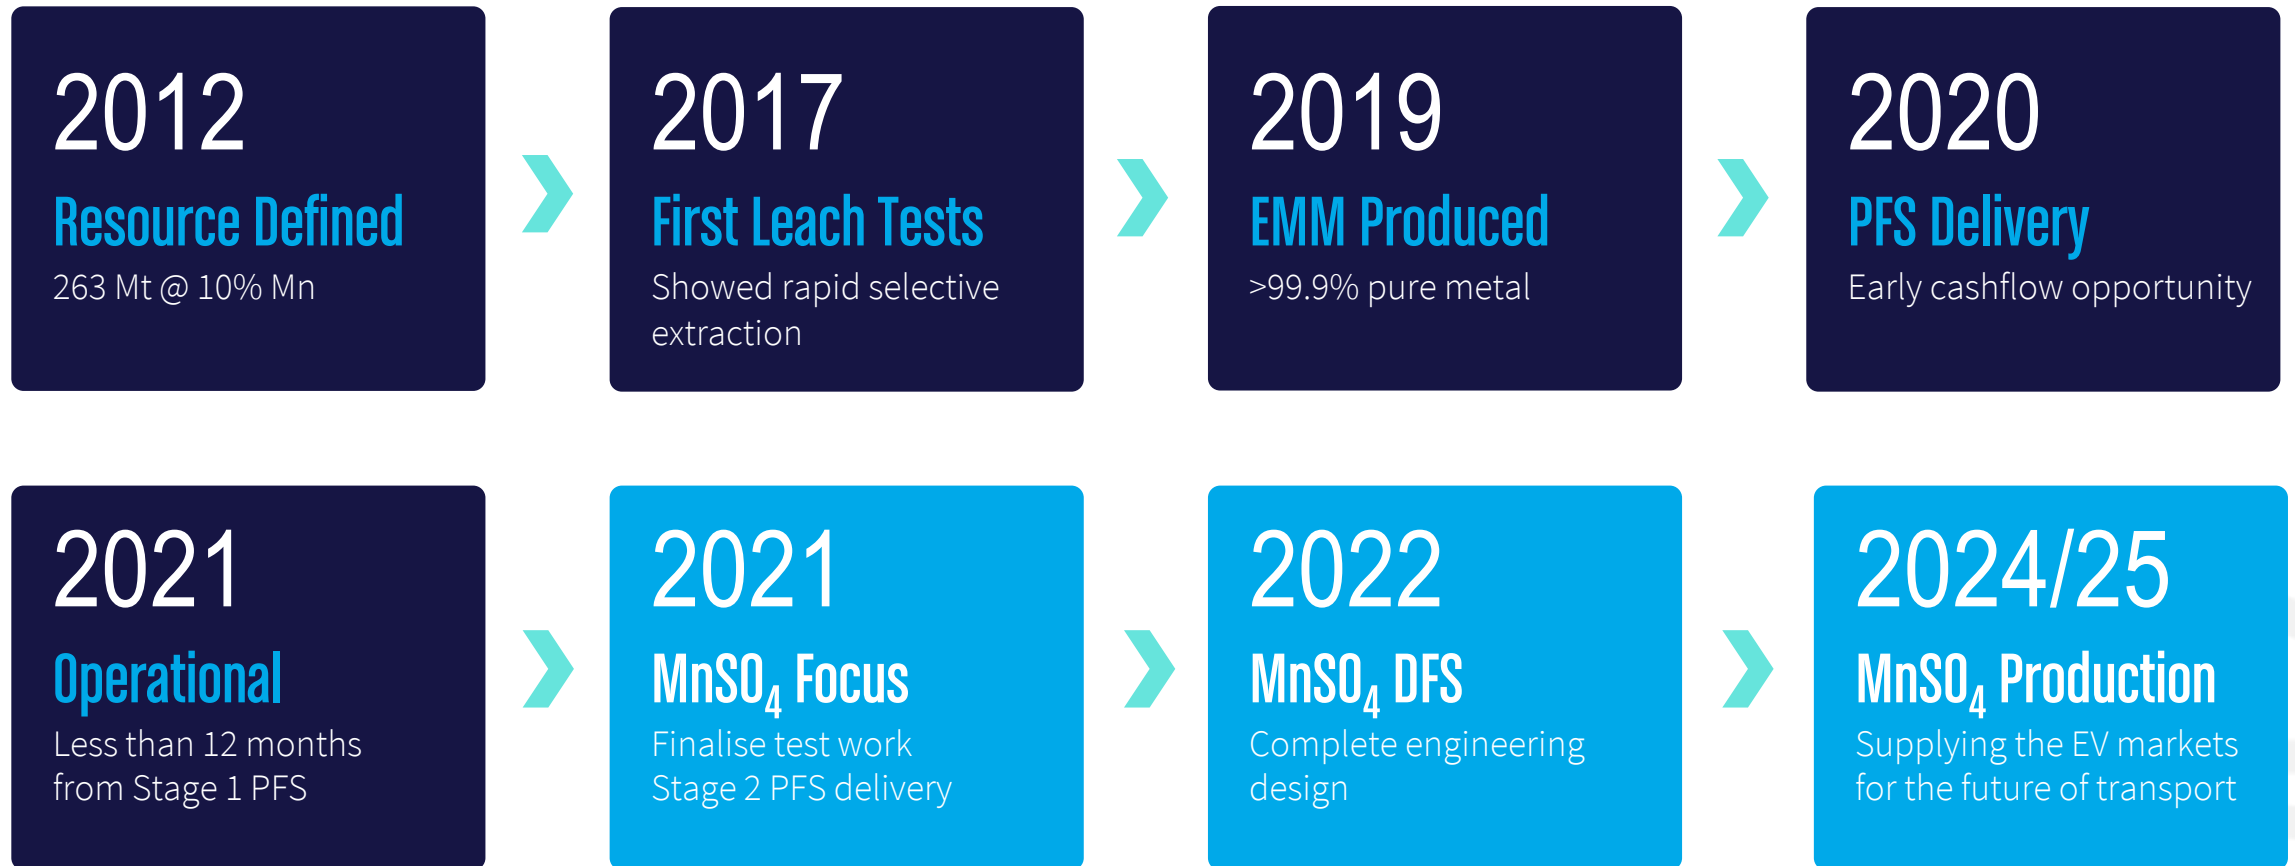 2012
Resource Defined
263 Mt @ 10% Mn
2017
First Leach Tests
Showed rapid selective
extraction
2019
EMM Produced
>99.9% pure metal
2020
PFS Delivery
Early cashflow opportunity
2021
Operational
Less than 12 months
from Stage 1 PFS
2021
MnSO₄ Focus
Finalise test work
Stage 2 PFS delivery
2022
MnSO₄ DFS
Complete engineering
design
2024/25
MnSO₄ Production
Supplying the EV markets
for the future of transport